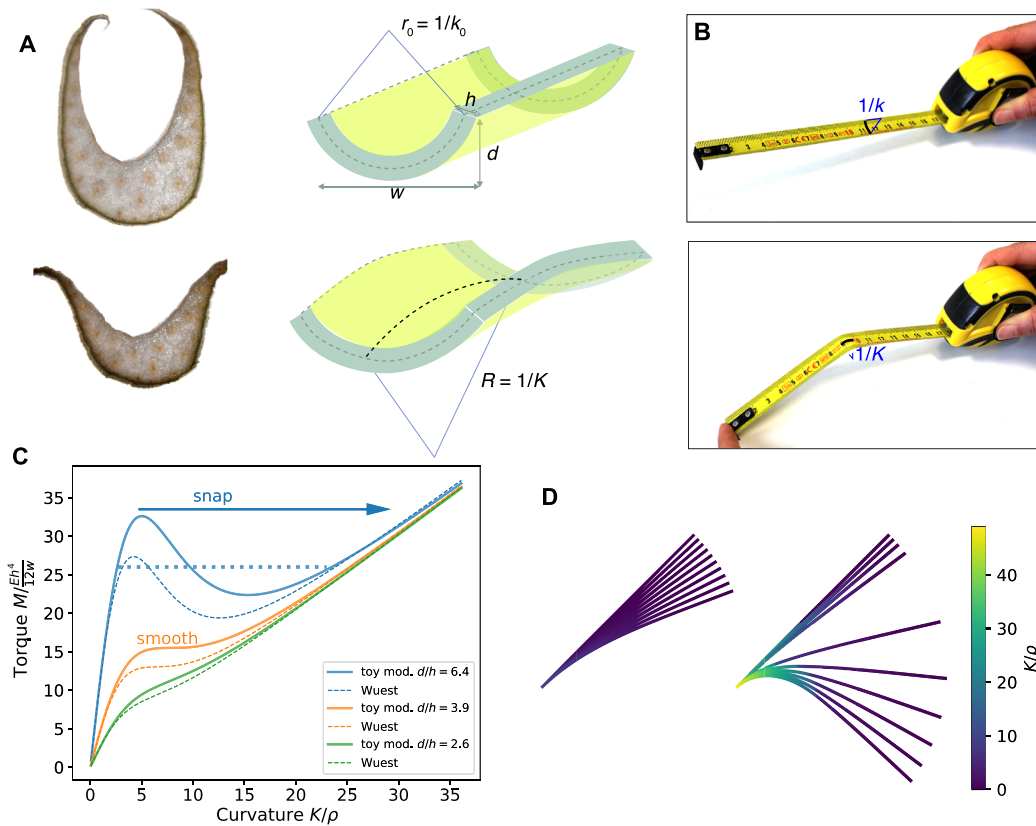 A
r₀ = 1/k₀
h
d
w
R = 1/K
B
1/k
1/K
C
snap
smooth
Torque M/Eh⁴/12w
35
30
25
20
15
10
5
0
toy mod. d/h = 6.4
Wuest
toy mod. d/h = 3.9
Wuest
toy mod. d/h = 2.6
Wuest
0 5 10 15 20 25 30 35
Curvature K/ρ
D
40
30
20
10
0
K/ρ